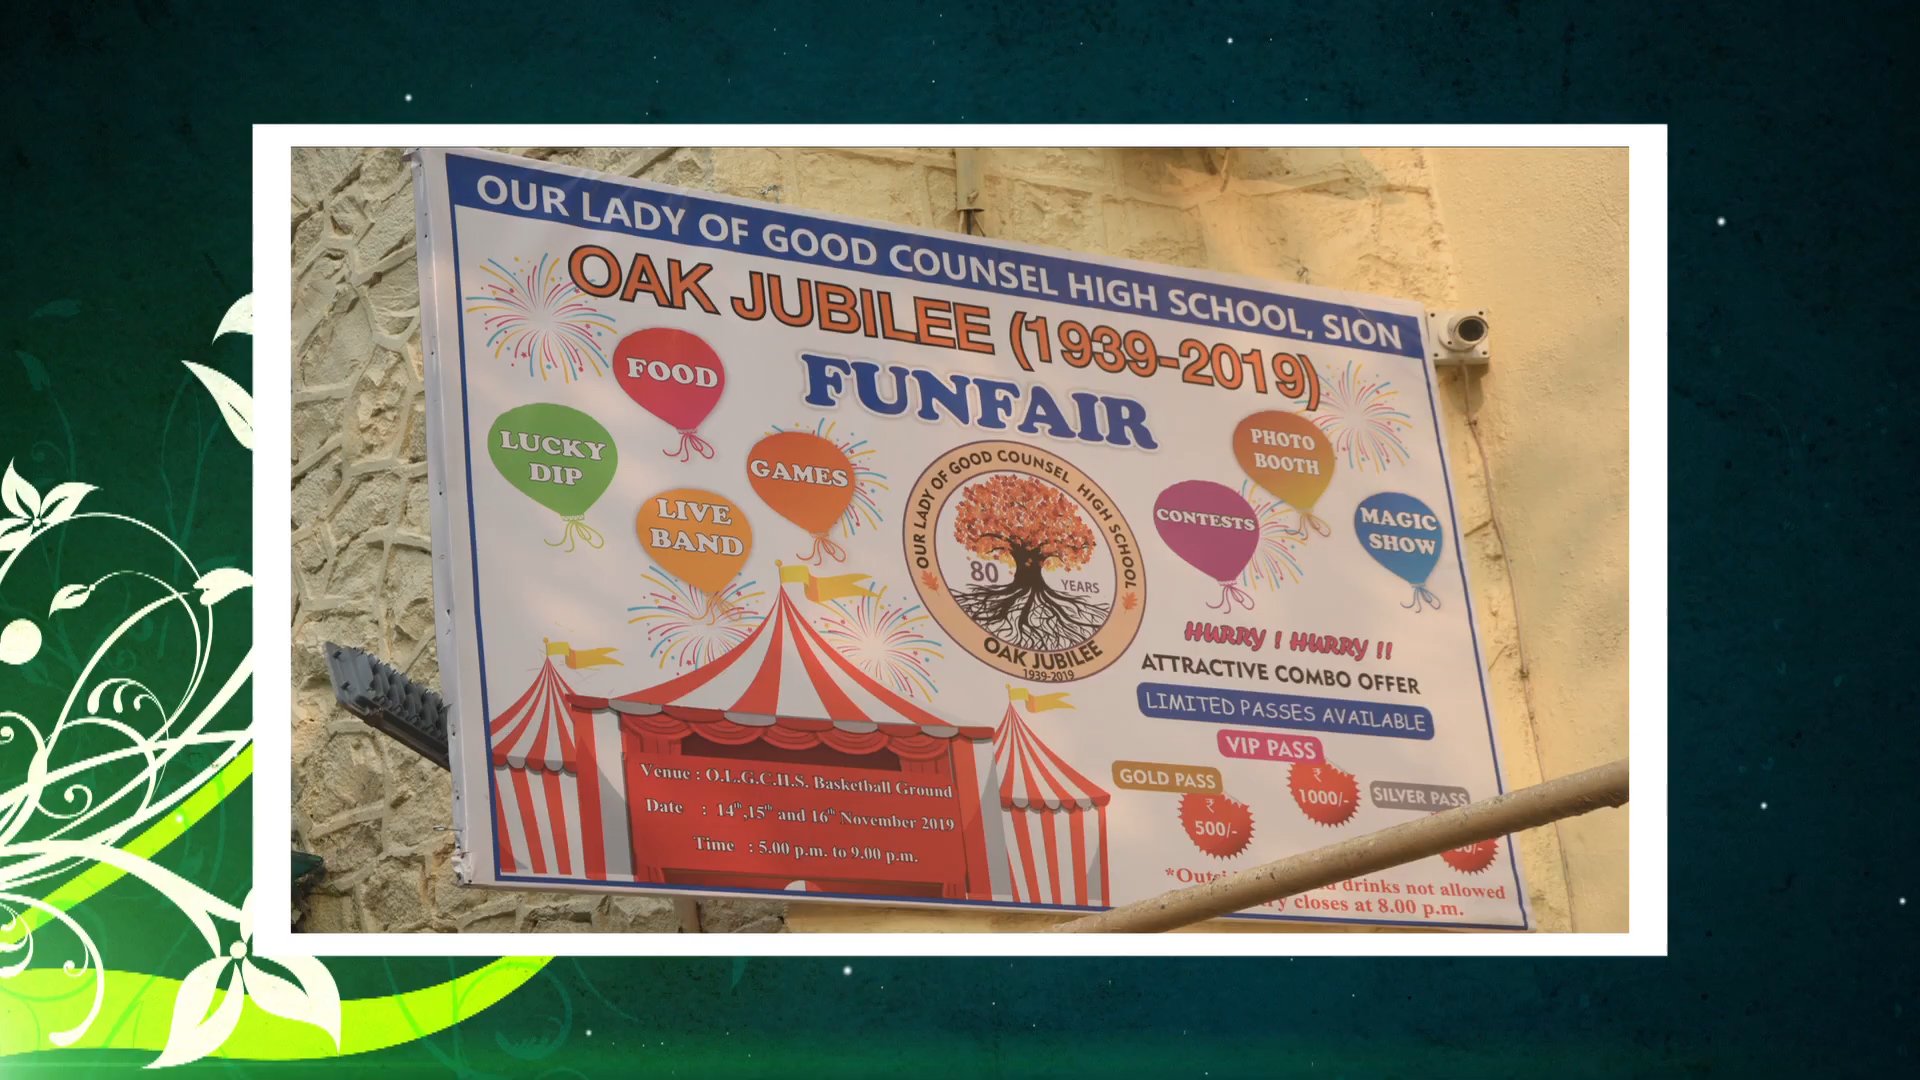 OUR LADY OF GOOD COUNSEL HIGH SCHOOL, SION
OAK JUBILEE (1939-2019)
FUNFAIR
FOOD
LUCKY
DIP
GAMES
LIVE
BAND
PHOTO
BOOTH
CONTESTS
MAGIC
SHOW
OUR LADY OF GOOD COUNSEL HIGH SCHOOL
80 YEARS
OAK JUBILEE
1939-2019
HURRY ! HURRY !!
ATTRACTIVE COMBO OFFER
LIMITED PASSES AVAILABLE
VIP PASS
₹
1000/-
GOLD PASS
₹
500/-
SILVER PASS
Venue : O.L.G.C.H.S. Basketball Ground
Date : 14th,15th and 16th November 2019
Time : 5.00 p.m. to 9.00 p.m.
drinks not allowed
closes at 8.00 p.m.